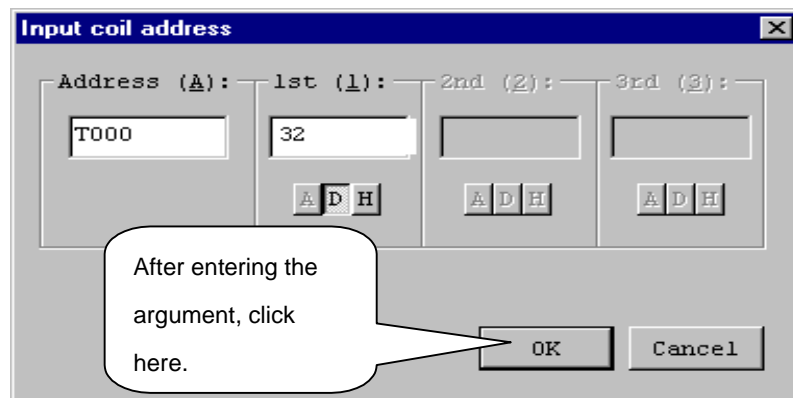 Input coil address
Address (A): 1st (1): 2nd (2): 3rd (3):
T000 32
A D H A D H A D H
After entering the
argument, click
here.
OK Cancel